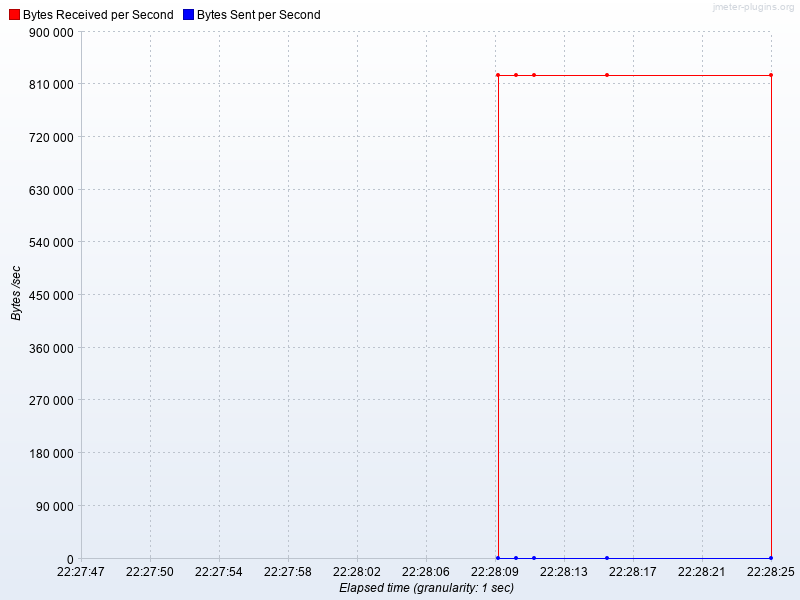 jmeter-plugins.org
Bytes Received per Second Bytes Sent per Second
900 000
810 000
720 000
630 000
540 000
450 000
360 000
270 000
180 000
90 000
0
Bytes /sec
22:27:47 22:27:50 22:27:54 22:27:58 22:28:02 22:28:06 22:28:09 22:28:13 22:28:17 22:28:21 22:28:25
Elapsed time (granularity: 1 sec)